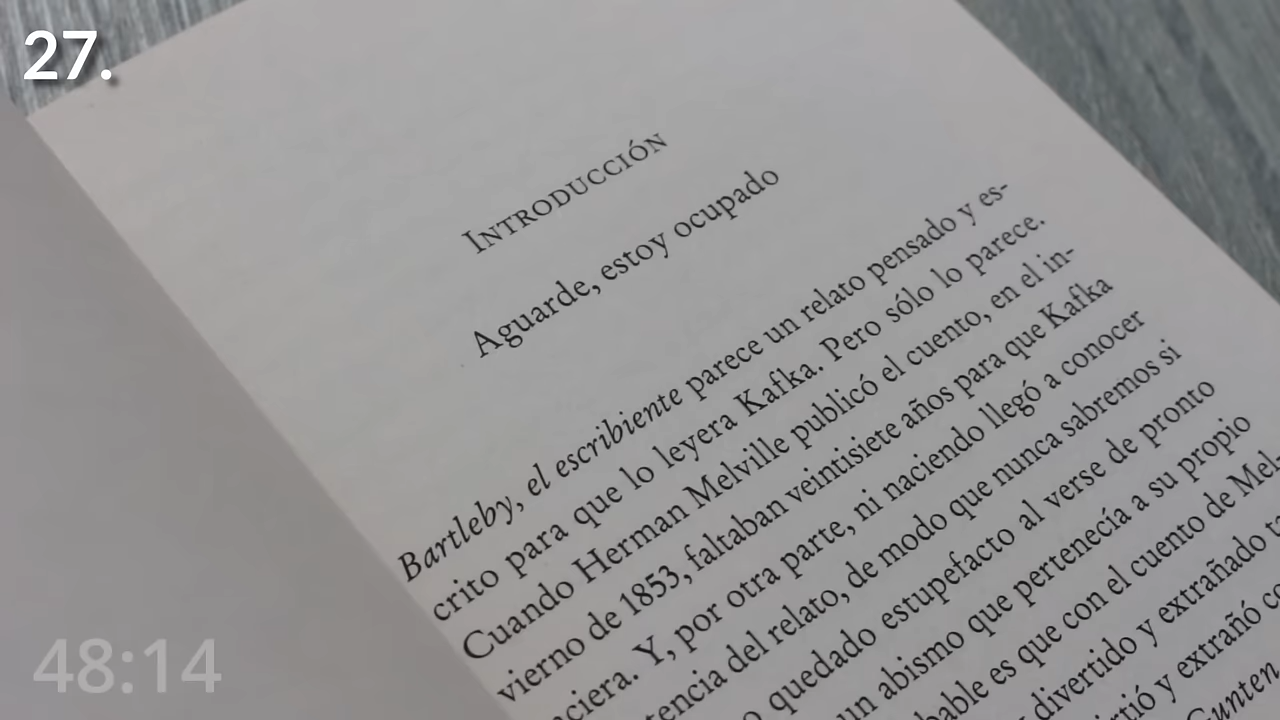 27.
INTRODUCCIÓN
Aguarde, estoy ocupado
Bartleby, el escribiente parece un relato pensado y es-
crito para que lo leyera Kafka. Pero sólo lo parece.
Cuando Herman Melville publicó el cuento, en el in-
vierno de 1853, faltaban veintisiete años para que Kafka
naciera. Y, por otra parte, ni naciendo llegó a conocer
tencia del relato, de modo que nunca sabremos si
quedado estupefacto al verse de pronto
un abismo que pertenecía a su propio
bable es que con el cuento de Mel-
divertido y extrañado
rtió y extrañó
Gunten
48:14